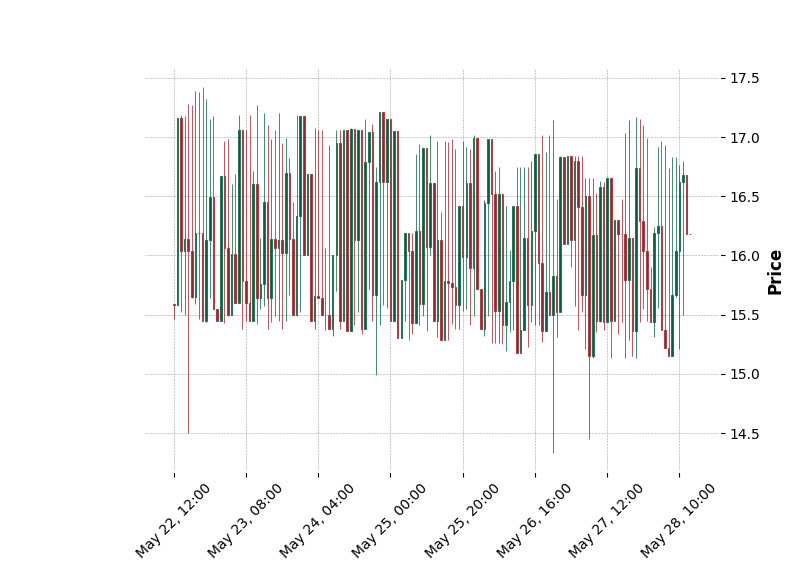 17.5
17.0
16.5
16.0
15.5
15.0
14.5
Price
May 22, 12:00
May 23, 08:00
May 24, 04:00
May 25, 00:00
May 25, 20:00
May 26, 16:00
May 27, 12:00
May 28, 10:00